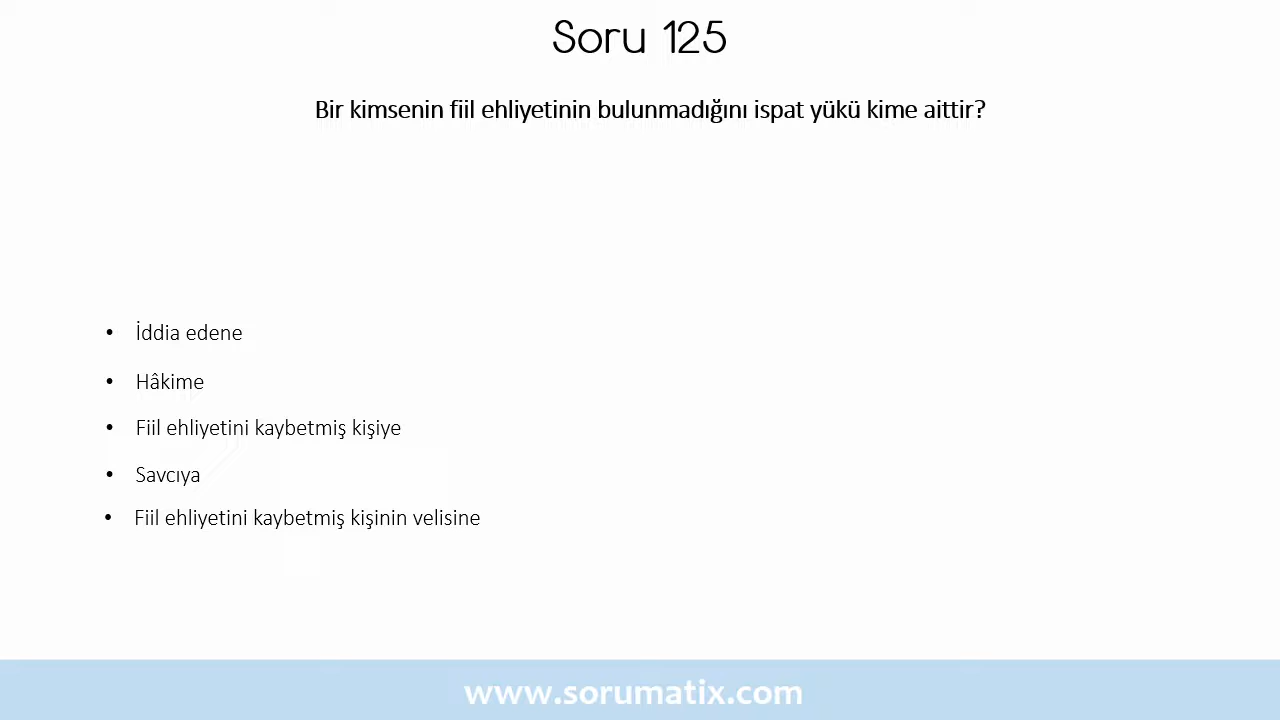 Soru 125
Bir kimsenin fiil ehliyetinin bulunmadığını ispat yükü kime aittir?
• İddia edene
• Hâkime
• Fiil ehliyetini kaybetmiş kişiye
• Savcıya
• Fiil ehliyetini kaybetmiş kişinin velisine
www.sorumatix.com